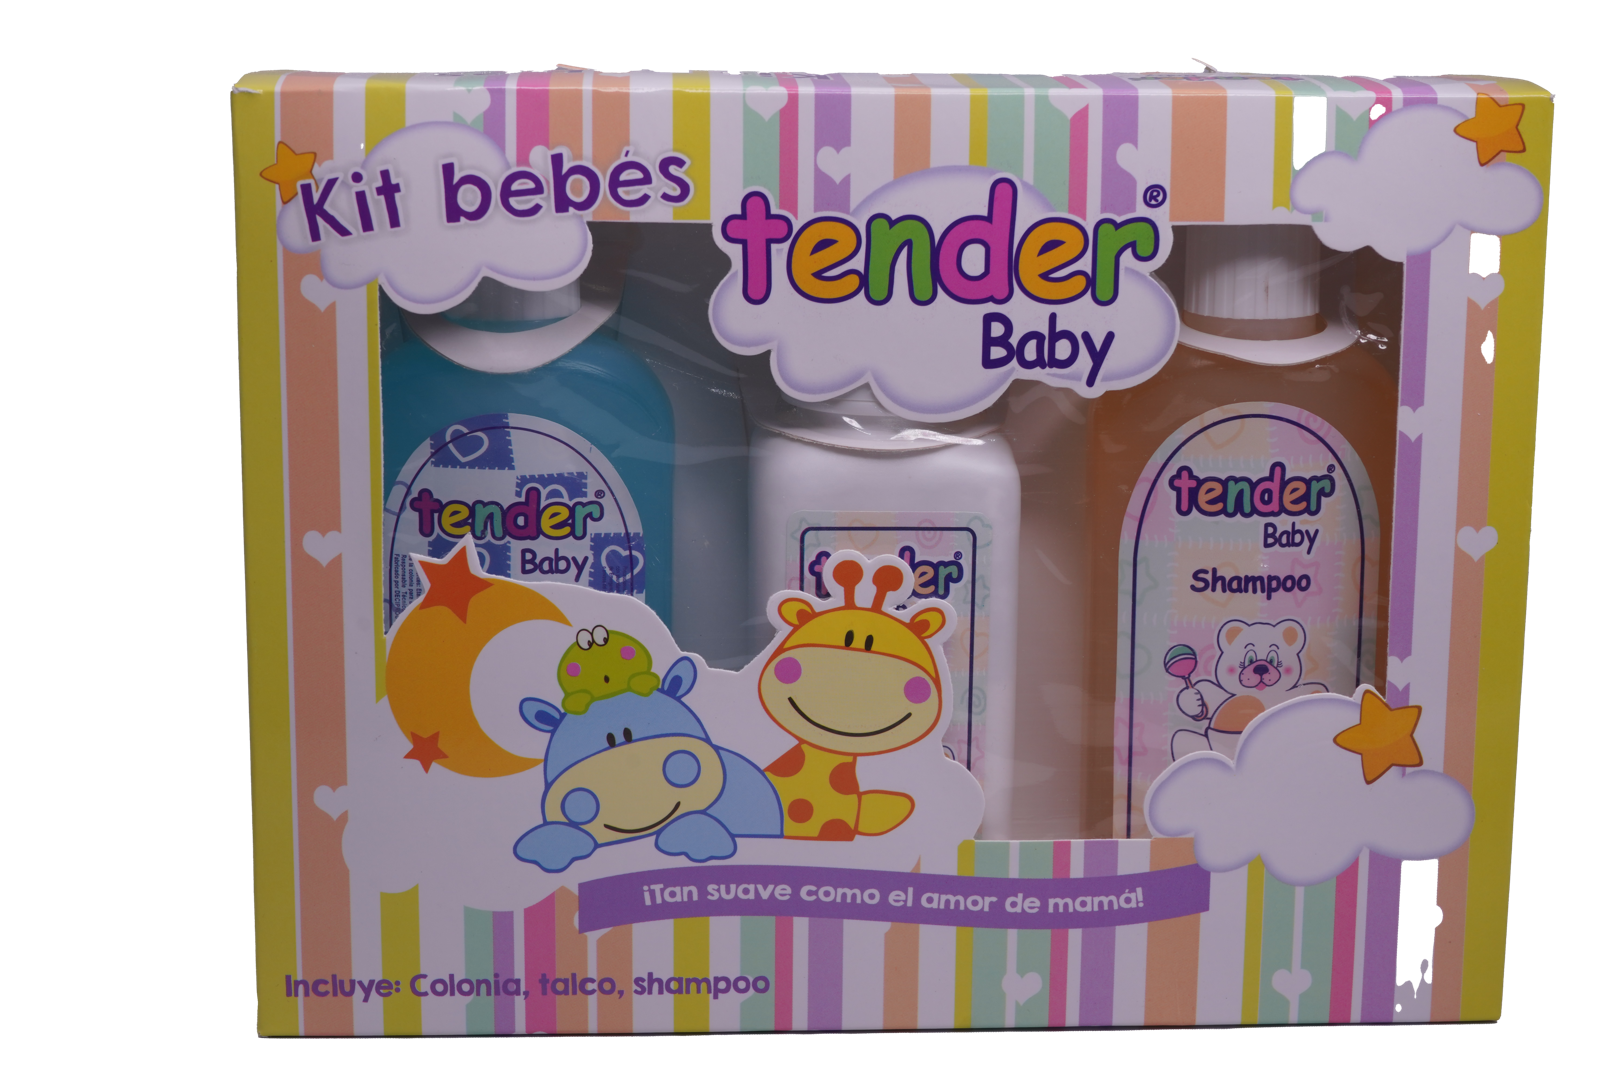 Kit bebés
tender®
Baby
tender®
Baby
tender®
Baby
Shampoo
¡Tan suave como el amor de mamá!
Incluye: Colonia, talco, shampoo